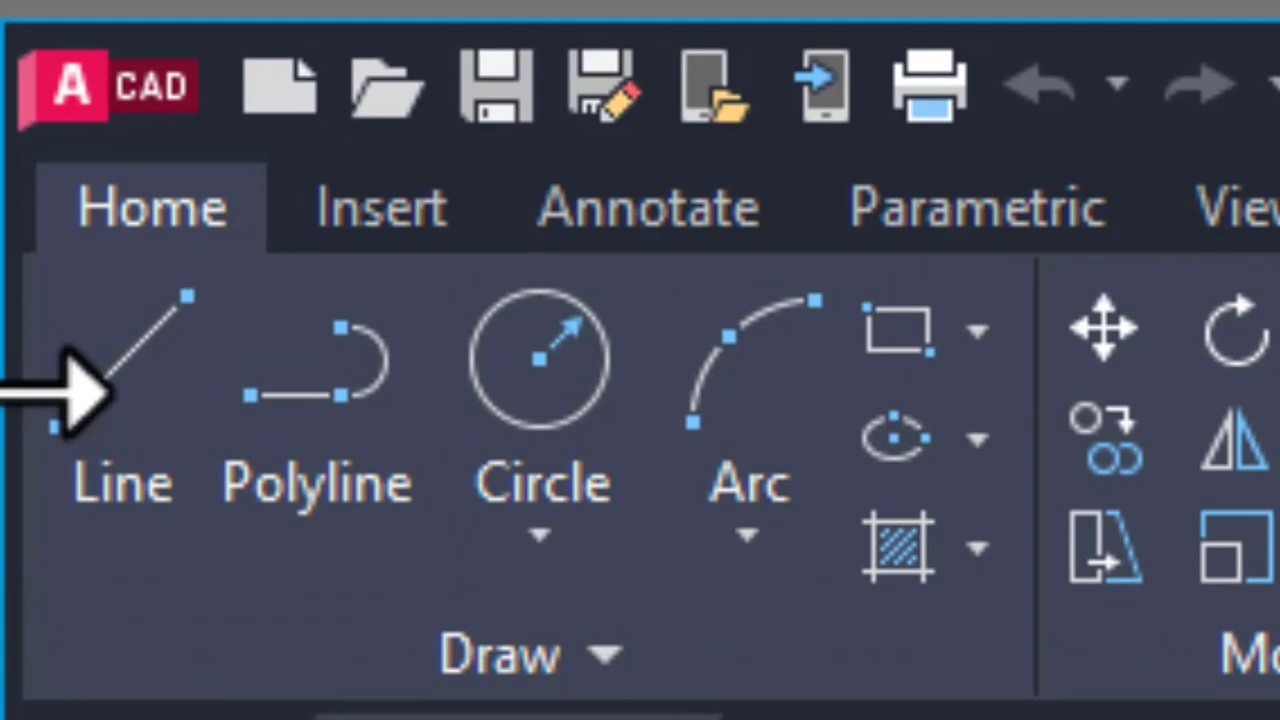 A CAD
Home Insert Annotate Parametric
Line Polyline Circle Arc
Draw